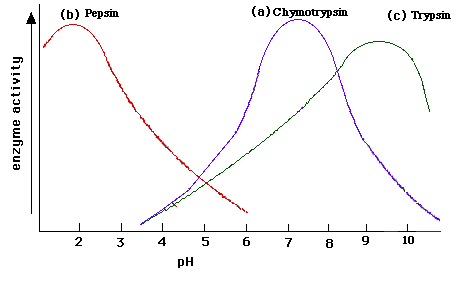 (b) Pepsin
(a) Chymotrypsin
(c) Trypsin
enzyme activity
2 3 4 5 6 7 8 9 10
pH